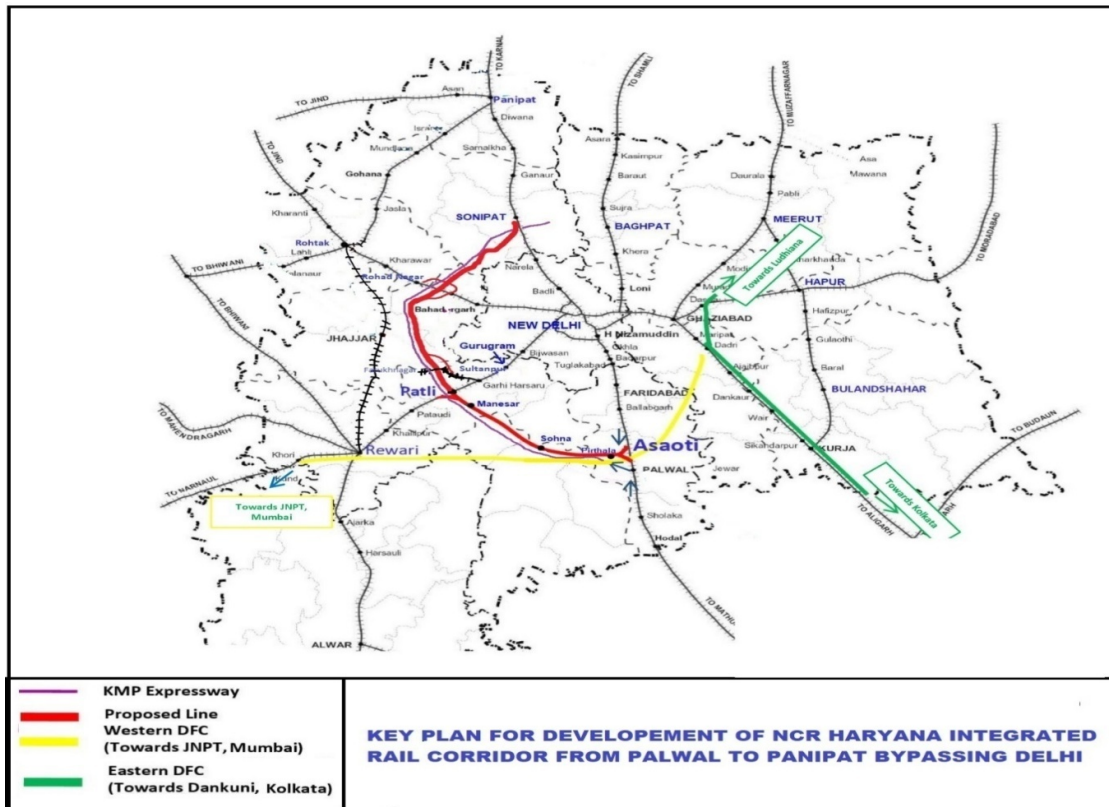 TO KARNAL
TO SHAMLI
TO MUZAFFARNAGAR
TO JIND
Asan
Panipat
Diwana
TO JIND
Israna
Mundlana
Samalkha
Asara
Kasimpur
Asa
Mawana
Gohana
Ganaur
Baraut
Daurala
Pabli
TO MORADABAD
Kharanti
Jasia
SONIPAT
Sujra
BAGHPAT
MEERUT
Rohtak
Lahli
Kharawar
Khera
TO BHIWANI
Rohad Nagar
Narela
Towards Ludhiana
Badli
Loni
HAPUR
TO BHIWANI
Bahadurgarh
Hafizpur
NEW DELHI
GHAZIABAD
Maripat
JHAJJAR
H Nizamuddin
Dadri
Gulaothi
Gurugram
Bijwasan
Okhla
Sultanpur
Tuglakabad
Ajaibpur
Baral
Garhi Harsaru
Patli
FARIDABAD
Dankaur
BULANDSHAHAR
Manesar
Ballabgarh
TO MAHENDRAGARH
Pataudi
Wair
TO BUDAUN
Khalilpur
Sohna
Asaoti
Sikandarpur
KURJA
Rewari
Pirthala
Khori
PALWAL
Jewar
TO NARNAUL
Towards JNPT,
Mumbai
Towards Kolkata
TO ALIGARH
Ajarka
Sholaka
Harsauli
Hodal
TO MATHU
ALWAR
KMP Expressway
Proposed Line
Western DFC
(Towards JNPT, Mumbai)
Eastern DFC
(Towards Dankuni, Kolkata)
KEY PLAN FOR DEVELOPEMENT OF NCR HARYANA INTEGRATED
RAIL CORRIDOR FROM PALWAL TO PANIPAT BYPASSING DELHI